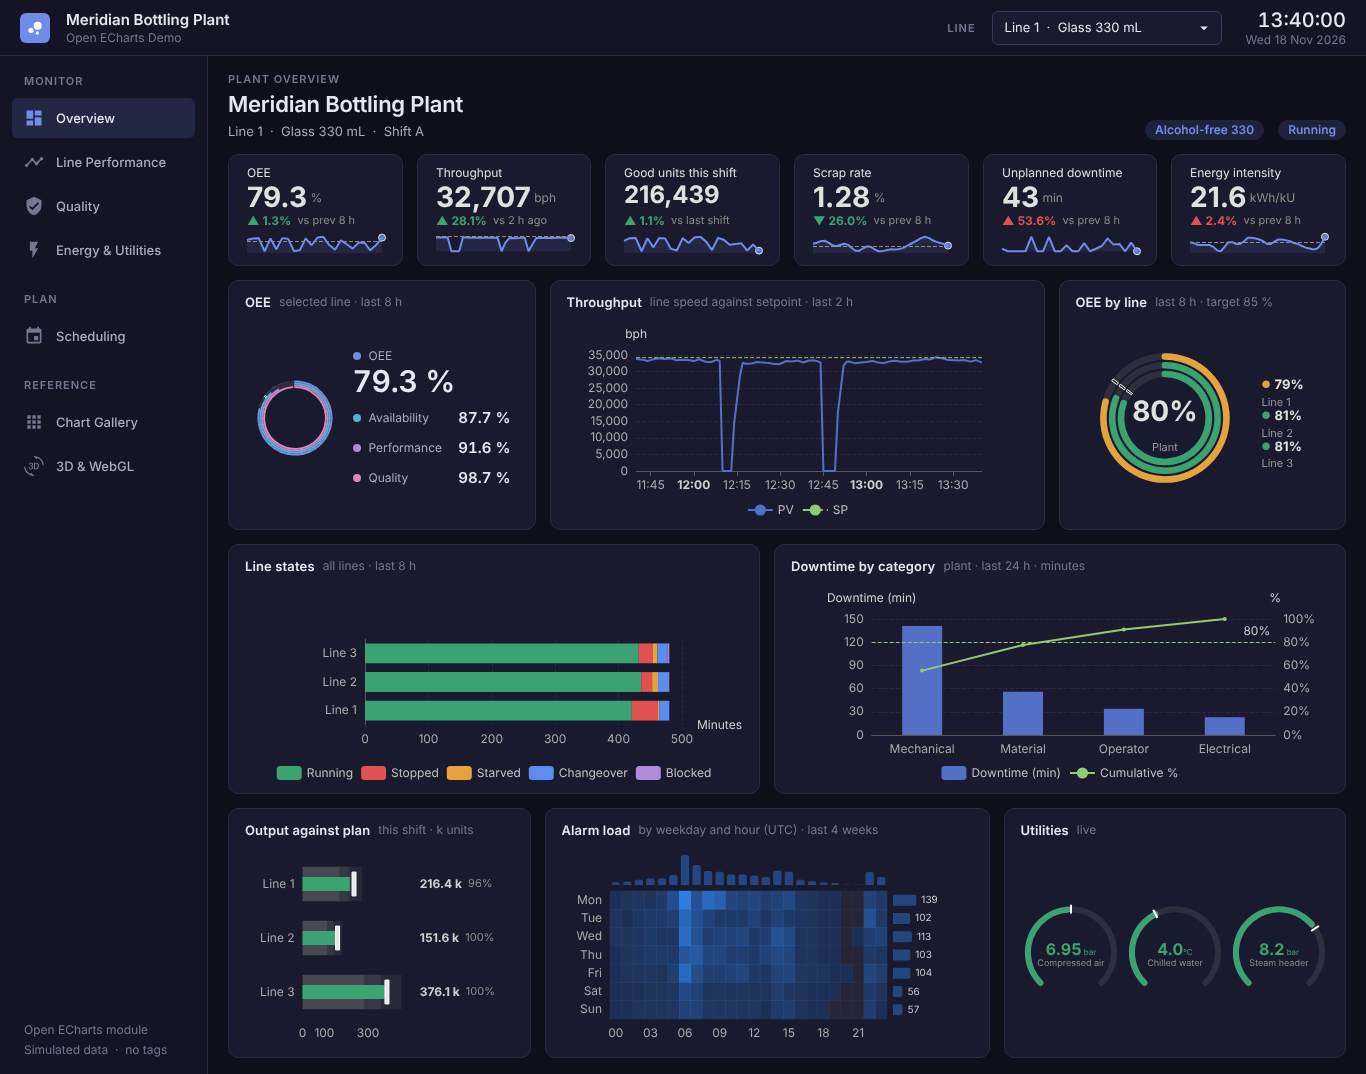 Meridian Bottling Plant
Open ECharts Demo
LINE
Line 1 · Glass 330 mL
13:40:00
Wed 18 Nov 2026
MONITOR
Overview
Line Performance
Quality
Energy & Utilities
PLAN
Scheduling
REFERENCE
Chart Gallery
3D
3D & WebGL
Open ECharts module
Simulated data · no tags
PLANT OVERVIEW
Meridian Bottling Plant
Line 1 · Glass 330 mL · Shift A
Alcohol-free 330
Running
OEE
79.3 %
▲ 1.3% vs prev 8 h
Throughput
32,707 bph
▲ 28.1% vs 2 h ago
Good units this shift
216,439
▲ 1.1% vs last shift
Scrap rate
1.28 %
▼ 26.0% vs prev 8 h
Unplanned downtime
43 min
▲ 53.6% vs prev 8 h
Energy intensity
21.6 kWh/kU
▲ 2.4% vs prev 8 h
OEE selected line · last 8 h
OEE
79.3 %
Availability 87.7 %
Performance 91.6 %
Quality 98.7 %
Throughput line speed against setpoint · last 2 h
bph
35,000
30,000
25,000
20,000
15,000
10,000
5,000
0
11:45 12:00 12:15 12:30 12:45 13:00 13:15 13:30
PV SP
OEE by line last 8 h · target 85 %
80%
Plant
79%
Line 1
81%
Line 2
81%
Line 3
Line states all lines · last 8 h
Line 3
Line 2
Line 1
Minutes
0 100 200 300 400 500
Running Stopped Starved Changeover Blocked
Downtime by category plant · last 24 h · minutes
Downtime (min) %
150 100%
80%
120 80%
90 60%
60 40%
30 20%
0 0%
Mechanical Material Operator Electrical
Downtime (min) Cumulative %
Output against plan this shift · k units
Line 1 216.4 k 96%
Line 2 151.6 k 100%
Line 3 376.1 k 100%
0 100 300
Alarm load by weekday and hour (UTC) · last 4 weeks
Mon 139
Tue 102
Wed 113
Thu 103
Fri 104
Sat 56
Sun 57
00 03 06 09 12 15 18 21
Utilities live
6.95 bar
Compressed air
4.0 °C
Chilled water
8.2 bar
Steam header